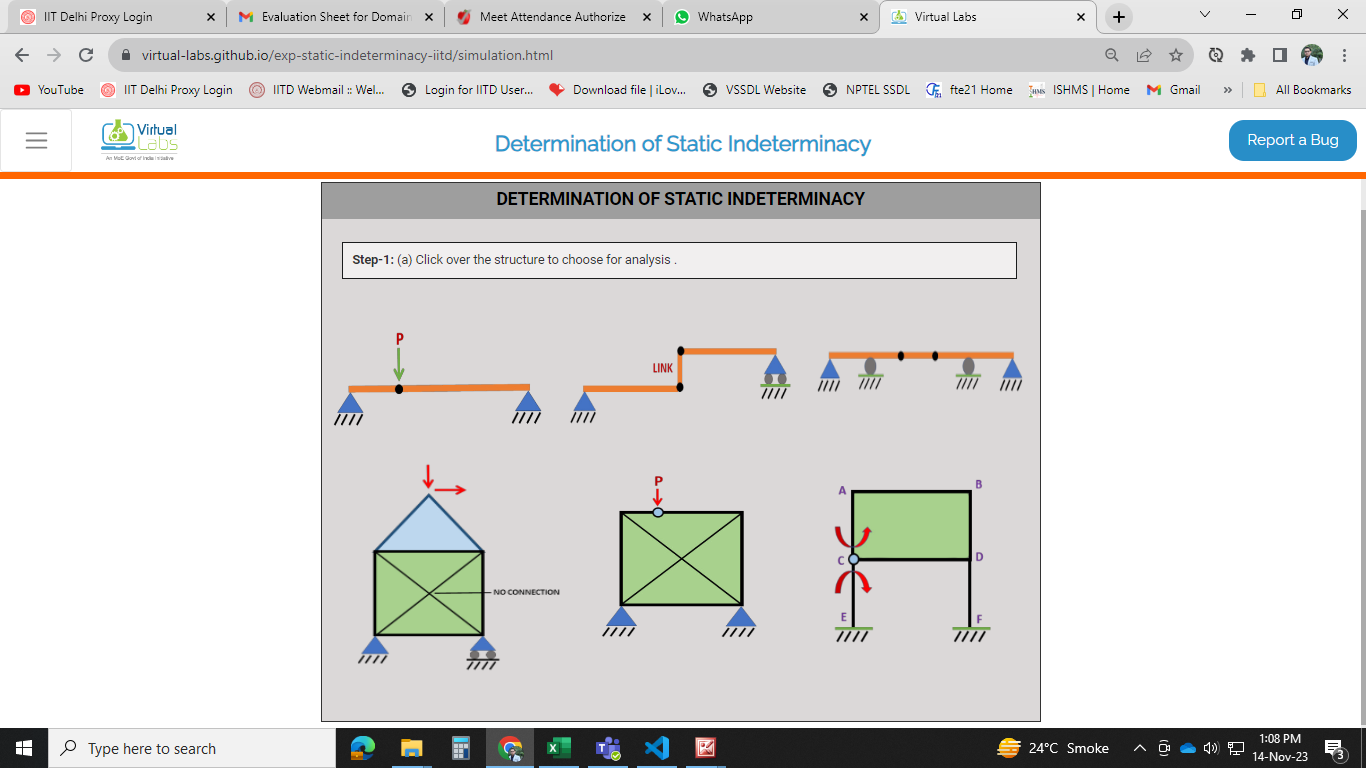 IIT Delhi Proxy Login
Evaluation Sheet for Domain
Meet Attendance Authorize
WhatsApp
Virtual Labs
virtual-labs.github.io/exp-static-indeterminacy-iitd/simulation.html
YouTube
IIT Delhi Proxy Login
IITD Webmail :: Wel...
Login for IITD User...
Download file | iLov...
VSSDL Website
NPTEL SSDL
fte21 Home
ISHMS | Home
Gmail
All Bookmarks
Virtual
Labs
An MoE Govt of India Initiative
Determination of Static Indeterminacy
Report a Bug
DETERMINATION OF STATIC INDETERMINACY
Step-1: (a) Click over the structure to choose for analysis .
P
LINK
NO CONNECTION
P
A
B
C
D
E
F
Type here to search
24°C Smoke
1:08 PM
14-Nov-23
3